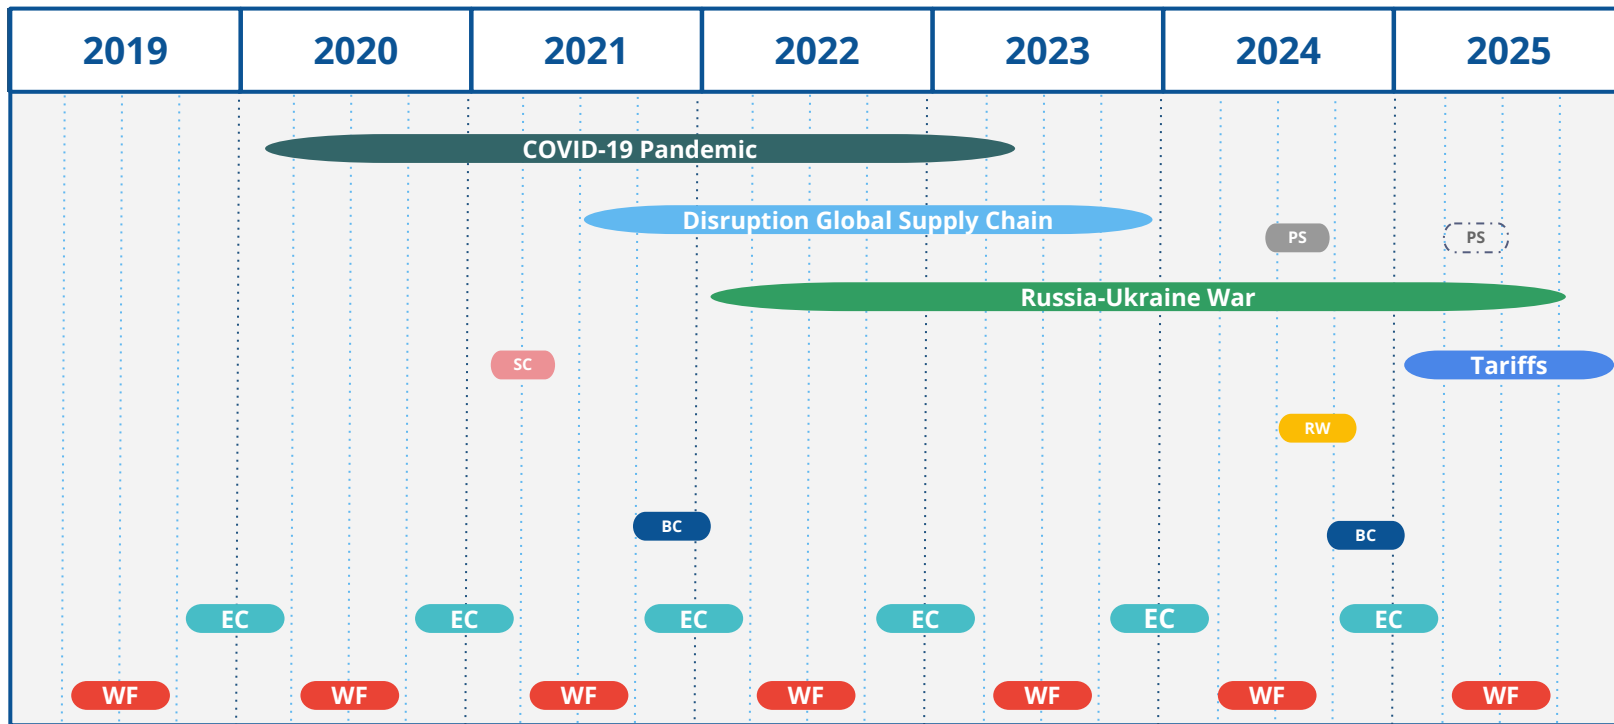 2019 2020 2021 2022 2023 2024 2025
COVID-19 Pandemic
Disruption Global Supply Chain
PS PS
Russia-Ukraine War
SC Tariffs
RW
BC BC
EC EC EC EC EC EC
WF WF WF WF WF WF WF